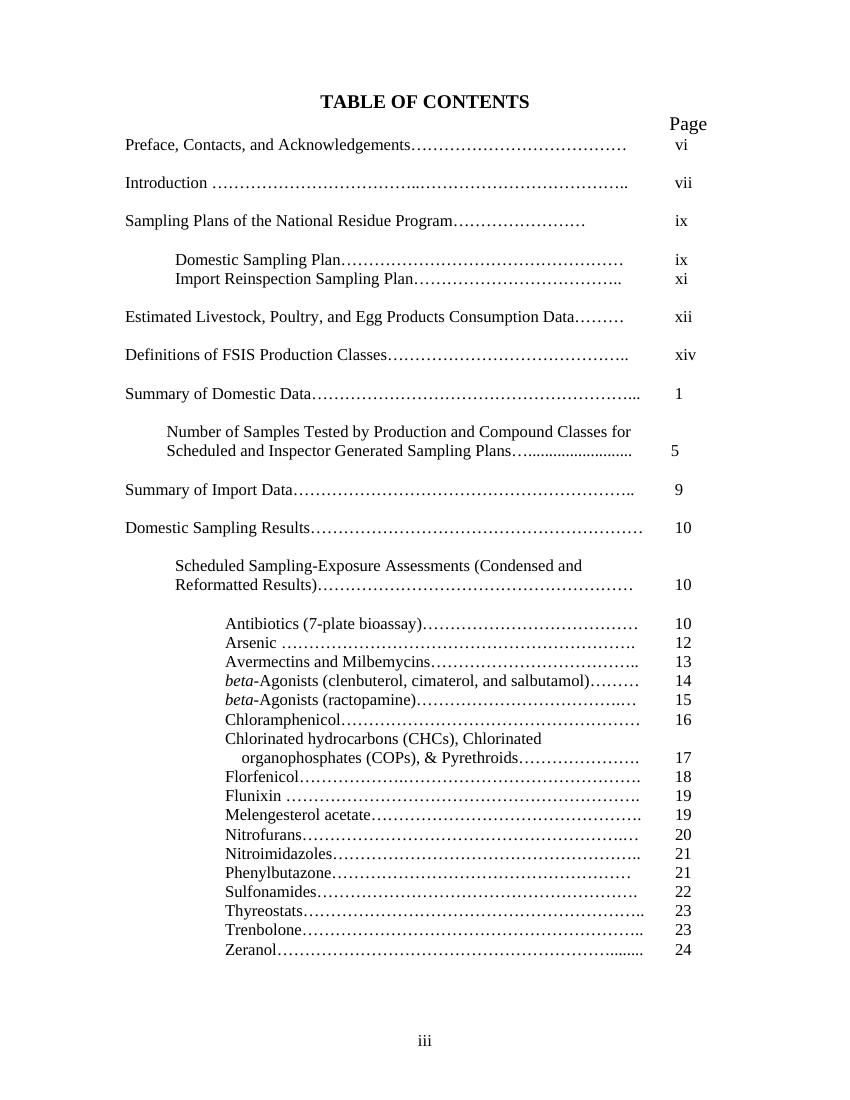 TABLE OF CONTENTS
Page
Preface, Contacts, and Acknowledgements………………………………… vi
Introduction ………………………………..……………………………….. vii
Sampling Plans of the National Residue Program…………………… ix
Domestic Sampling Plan…………………………………………… ix
Import Reinspection Sampling Plan……………………………….. xi
Estimated Livestock, Poultry, and Egg Products Consumption Data……… xii
Definitions of FSIS Production Classes…………………………………….. xiv
Summary of Domestic Data…………………………………………………... 1
Number of Samples Tested by Production and Compound Classes for
Scheduled and Inspector Generated Sampling Plans…......................... 5
Summary of Import Data…………………………………………………….. 9
Domestic Sampling Results…………………………………………………… 10
Scheduled Sampling-Exposure Assessments (Condensed and
Reformatted Results)………………………………………………… 10
Antibiotics (7-plate bioassay)………………………………… 10
Arsenic ………………………………………………………. 12
Avermectins and Milbemycins……………………………….. 13
beta-Agonists (clenbuterol, cimaterol, and salbutamol)……… 14
beta-Agonists (ractopamine)……………………………….… 15
Chloramphenicol……………………………………………… 16
Chlorinated hydrocarbons (CHCs), Chlorinated
organophosphates (COPs), & Pyrethroids…………………. 17
Florfenicol……………….……………………………………. 18
Flunixin ………………………………………………………. 19
Melengesterol acetate…………………………………………. 19
Nitrofurans………………………………………………….… 20
Nitroimidazoles……………………………………………….. 21
Phenylbutazone……………………………………………… 21
Sulfonamides…………………………………………………. 22
Thyreostats…………………………………………………….. 23
Trenbolone…………………………………………………….. 23
Zeranol……………………………………………………........ 24
iii